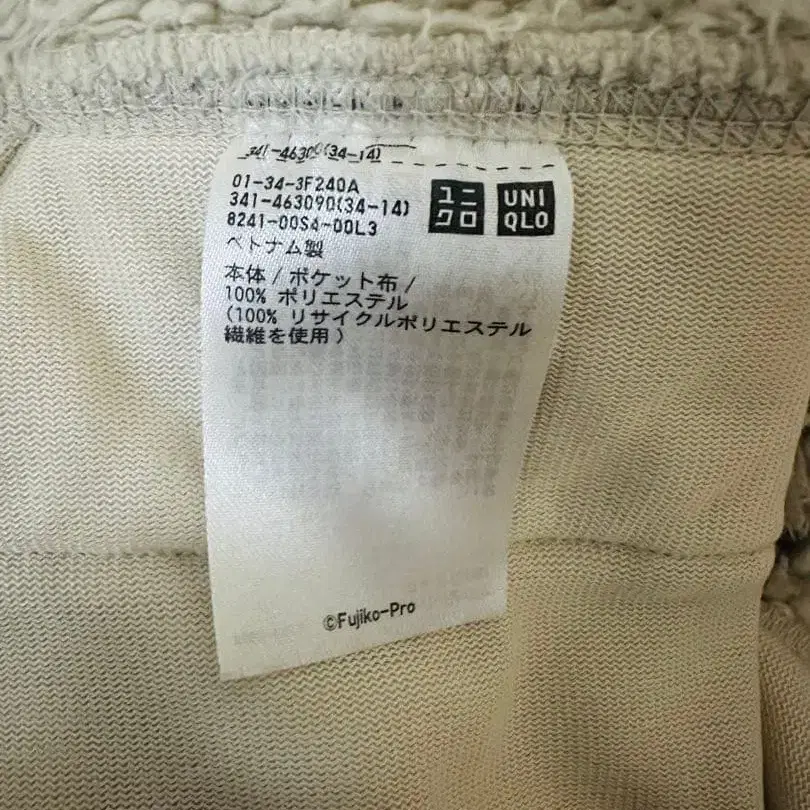 341-463090(34-14)
01-34-3F240A
341-463090(34-14)
8241-00S4-00L3
ベトナム製
ユニ
クロ
UNI
QLO
本体/ポケット布/
100% ポリエステル
(100% リサイクルポリエステル
繊維を使用)
©Fujiko-Pro